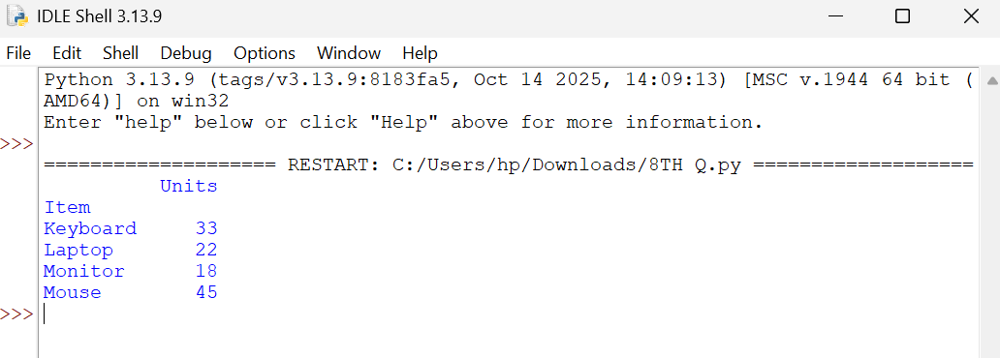 IDLE Shell 3.13.9
File Edit Shell Debug Options Window Help
Python 3.13.9 (tags/v3.13.9:8183fa5, Oct 14 2025, 14:09:13) [MSC v.1944 64 bit (
AMD64)] on win32
Enter "help" below or click "Help" above for more information.
>>>
==================== RESTART: C:/Users/hp/Downloads/8TH Q.py ===================
          Units
Item
Keyboard     33
Laptop       22
Monitor      18
Mouse        45
>>>